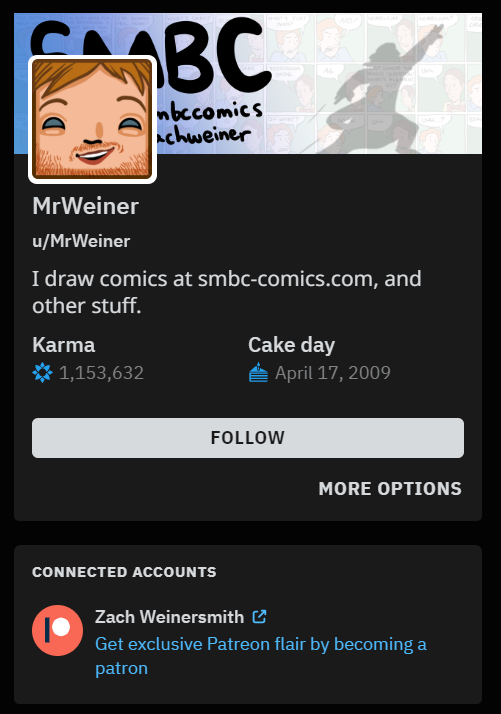 SMBC
mbccomics
chweiner
MrWeiner
u/MrWeiner
I draw comics at smbc-comics.com, and
other stuff.
Karma
Cake day
1,153,632
April 17, 2009
FOLLOW
MORE OPTIONS
CONNECTED ACCOUNTS
Zach Weinersmith
Get exclusive Patreon flair by becoming a
patron